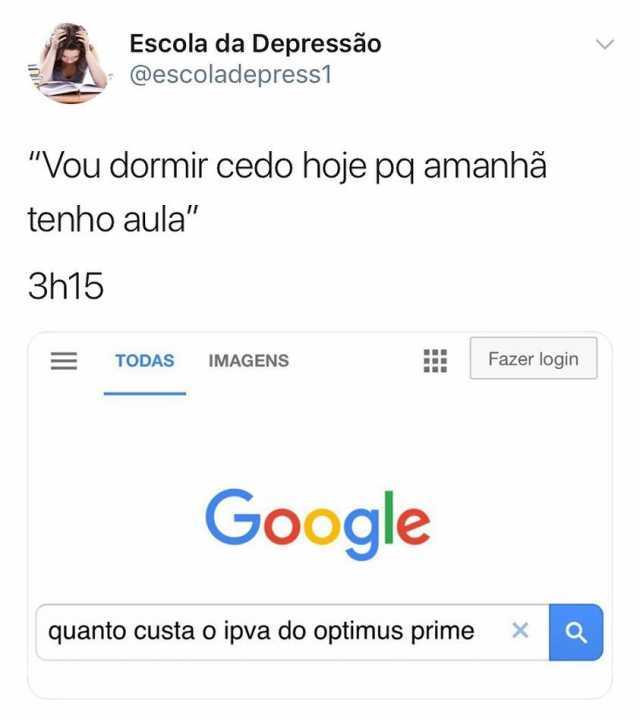 Escola da Depressão
@escoladepress1
"Vou dormir cedo hoje pq amanhã
tenho aula"
3h15
TODAS IMAGENS Fazer login
Google
quanto custa o ipva do optimus prime